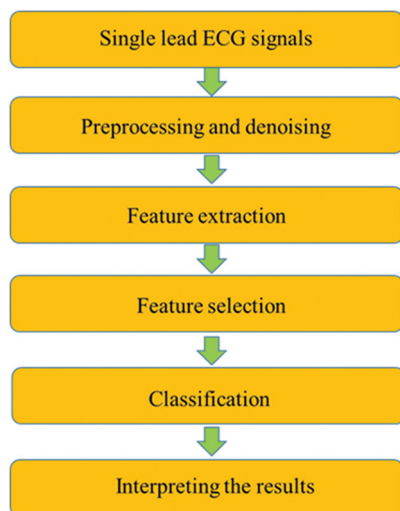 Single lead ECG signals
Preprocessing and denoising
Feature extraction
Feature selection
Classification
Interpreting the results